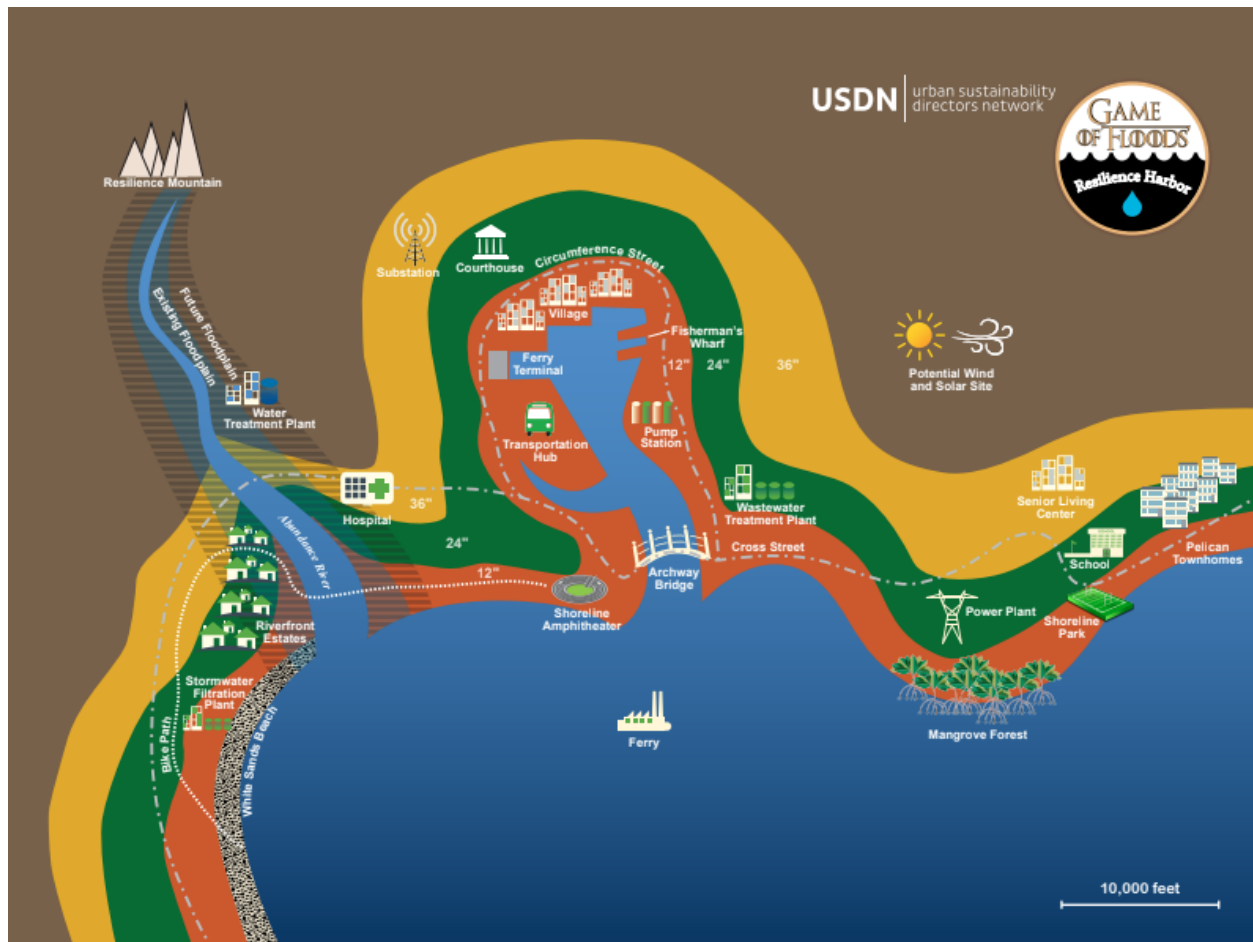 USDN
urban sustainability
directors network
GAME
OF FLOODS
Resilience Harbor
Resilience Mountain
Substation
Courthouse
Circumference Street
Village
Fisherman's
Wharf
Ferry
Terminal
12"
24"
36"
Existing Floodplain
Future Floodplain
Water
Treatment Plant
Potential Wind
and Solar Site
Transportation
Hub
Pump
Station
Hospital
36"
24"
12"
Abundance River
Wastewater
Treatment Plant
Senior Living
Center
Cross Street
Archway
Bridge
School
Pelican
Townhomes
Shoreline
Amphitheater
Power Plant
Shoreline
Park
Riverfront
Estates
Stormwater
Filtration
Plant
Bike Path
White Sands Beach
Ferry
Mangrove Forest
10,000 feet